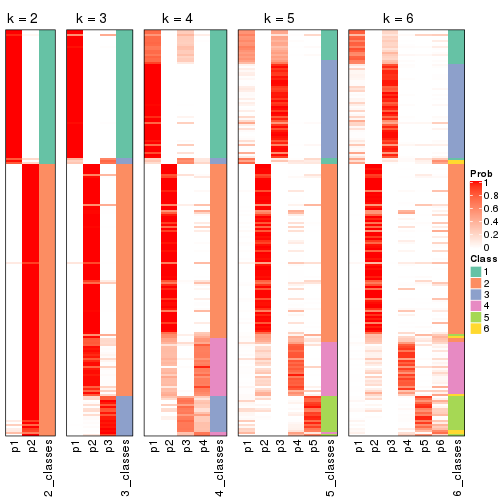 k = 2
k = 3
k = 4
k = 5
k = 6
Prob
1
0.8
0.6
0.4
0.2
0
Class
1
2
3
4
5
6
p1
p2
2_classes
p1
p2
p3
3_classes
p1
p2
p3
p4
4_classes
p1
p2
p3
p4
p5
5_classes
p1
p2
p3
p4
p5
p6
6_classes